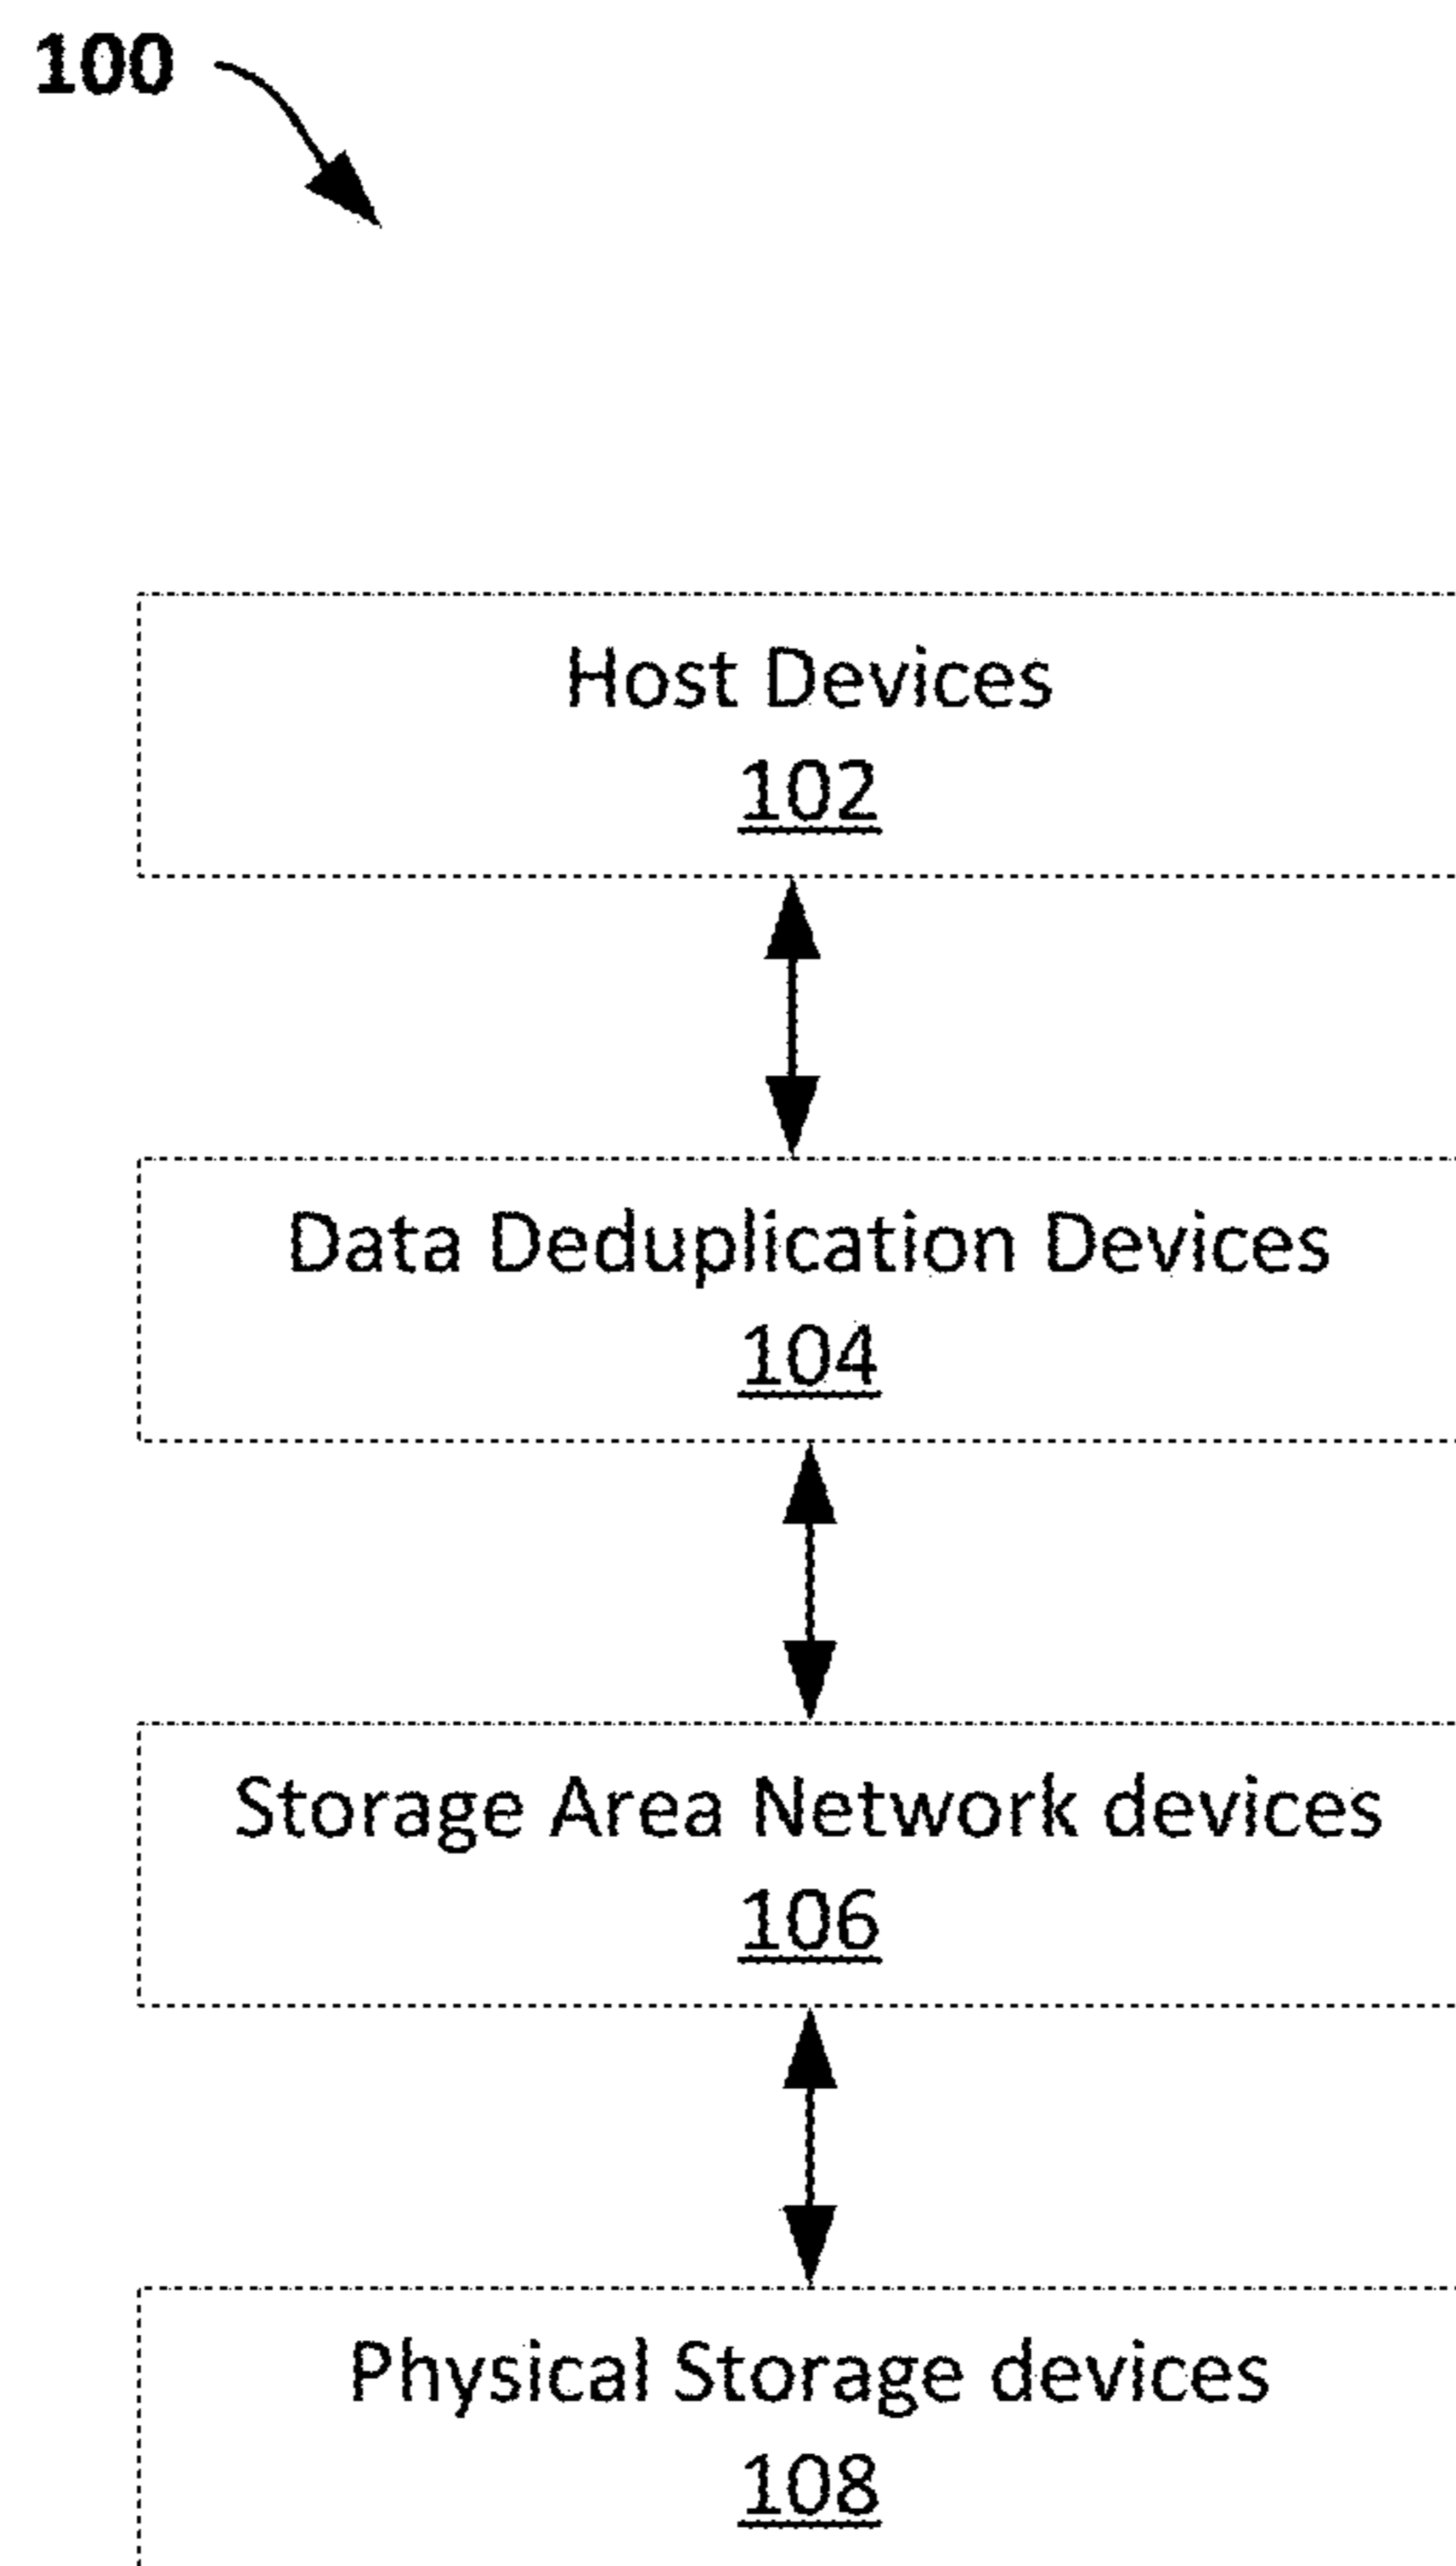 100
Host Devices
102
Data Deduplication Devices
104
Storage Area Network devices
106
Physical Storage devices
108